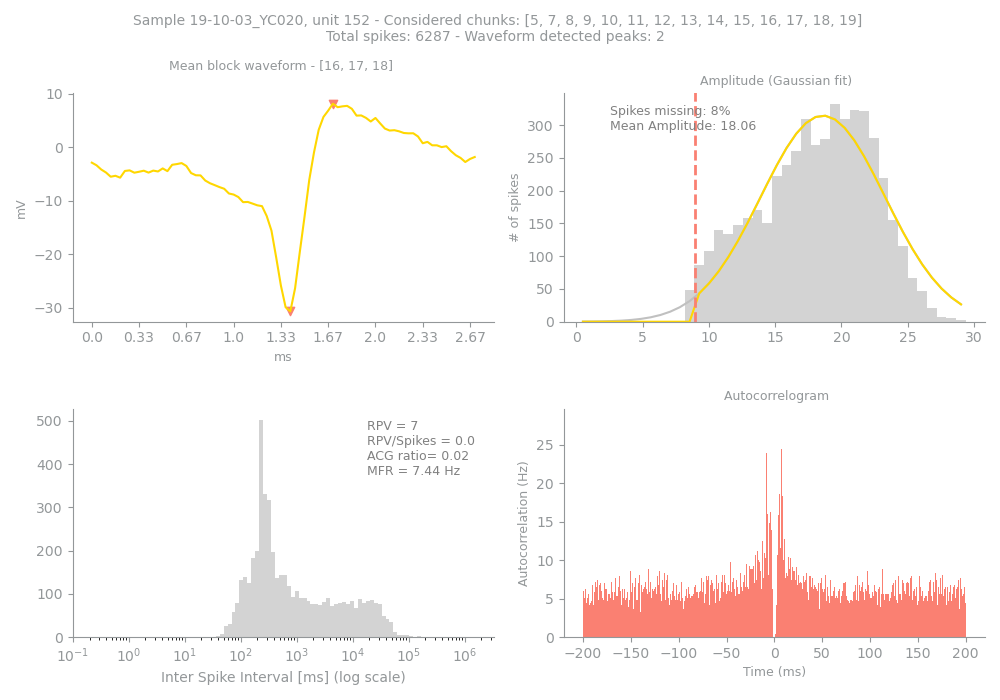 Sample 19-10-03_YC020, unit 152 - Considered chunks: [5, 7, 8, 9, 10, 11, 12, 13, 14, 15, 16, 17, 18, 19]
Total spikes: 6287 - Waveform detected peaks: 2
Mean block waveform - [16, 17, 18]
10
0
−10
−20
−30
mV
0.0 0.33 0.67 1.0 1.33 1.67 2.0 2.33 2.67
ms
Amplitude (Gaussian fit)
Spikes missing: 8%
Mean Amplitude: 18.06
300
250
200
150
100
50
0
# of spikes
0 5 10 15 20 25 30
RPV = 7
RPV/Spikes = 0.0
ACG ratio= 0.02
MFR = 7.44 Hz
500
400
300
200
100
0
10⁻¹ 10⁰ 10¹ 10² 10³ 10⁴ 10⁵ 10⁶
Inter Spike Interval [ms] (log scale)
Autocorrelogram
25
20
15
10
5
0
Autocorrelation (Hz)
−200 −150 −100 −50 0 50 100 150 200
Time (ms)